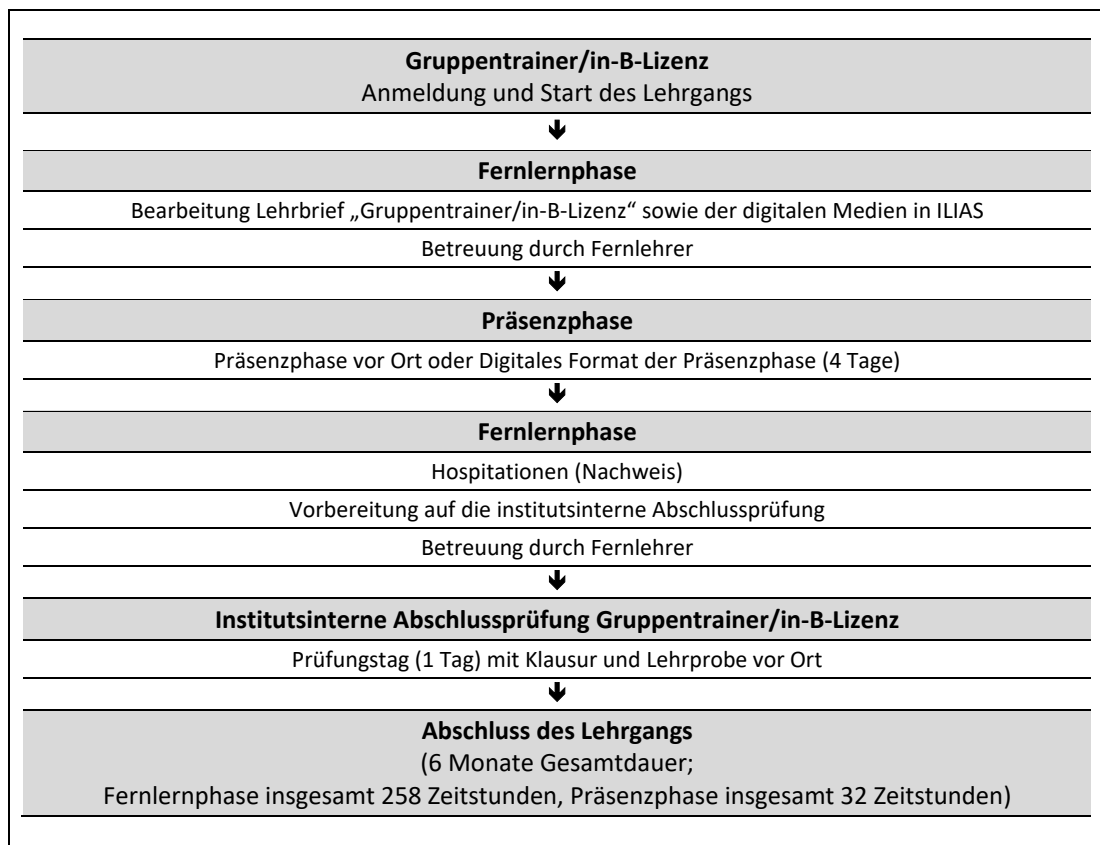 Gruppentrainer/in-B-Lizenz
Anmeldung und Start des Lehrgangs
Fernlernphase
Bearbeitung Lehrbrief „Gruppentrainer/in-B-Lizenz“ sowie der digitalen Medien in ILIAS
Betreuung durch Fernlehrer
Präsenzphase
Präsenzphase vor Ort oder Digitales Format der Präsenzphase (4 Tage)
Fernlernphase
Hospitationen (Nachweis)
Vorbereitung auf die institutsinterne Abschlussprüfung
Betreuung durch Fernlehrer
Institutsinterne Abschlussprüfung Gruppentrainer/in-B-Lizenz
Prüfungstag (1 Tag) mit Klausur und Lehrprobe vor Ort
Abschluss des Lehrgangs
(6 Monate Gesamtdauer;
Fernlernphase insgesamt 258 Zeitstunden, Präsenzphase insgesamt 32 Zeitstunden)